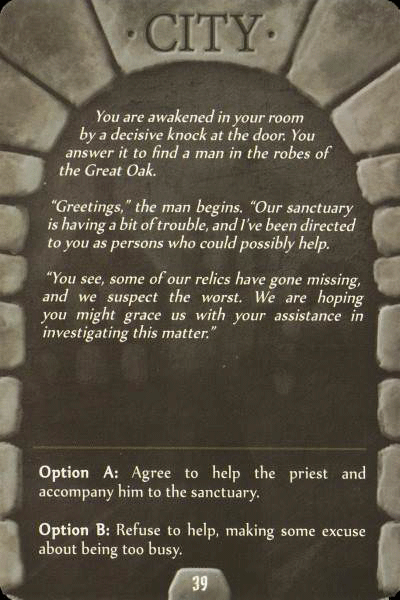 · CITY ·
You are awakened in your room
by a decisive knock at the door. You
answer it to find a man in the robes of
the Great Oak.
“Greetings,” the man begins. “Our sanctuary
is having a bit of trouble, and I’ve been directed
to you as persons who could possibly help.
“You see, some of our relics have gone missing,
and we suspect the worst. We are hoping
you might grace us with your assistance in
investigating this matter.”
Option A: Agree to help the priest and
accompany him to the sanctuary.
Option B: Refuse to help, making some excuse
about being too busy.
39